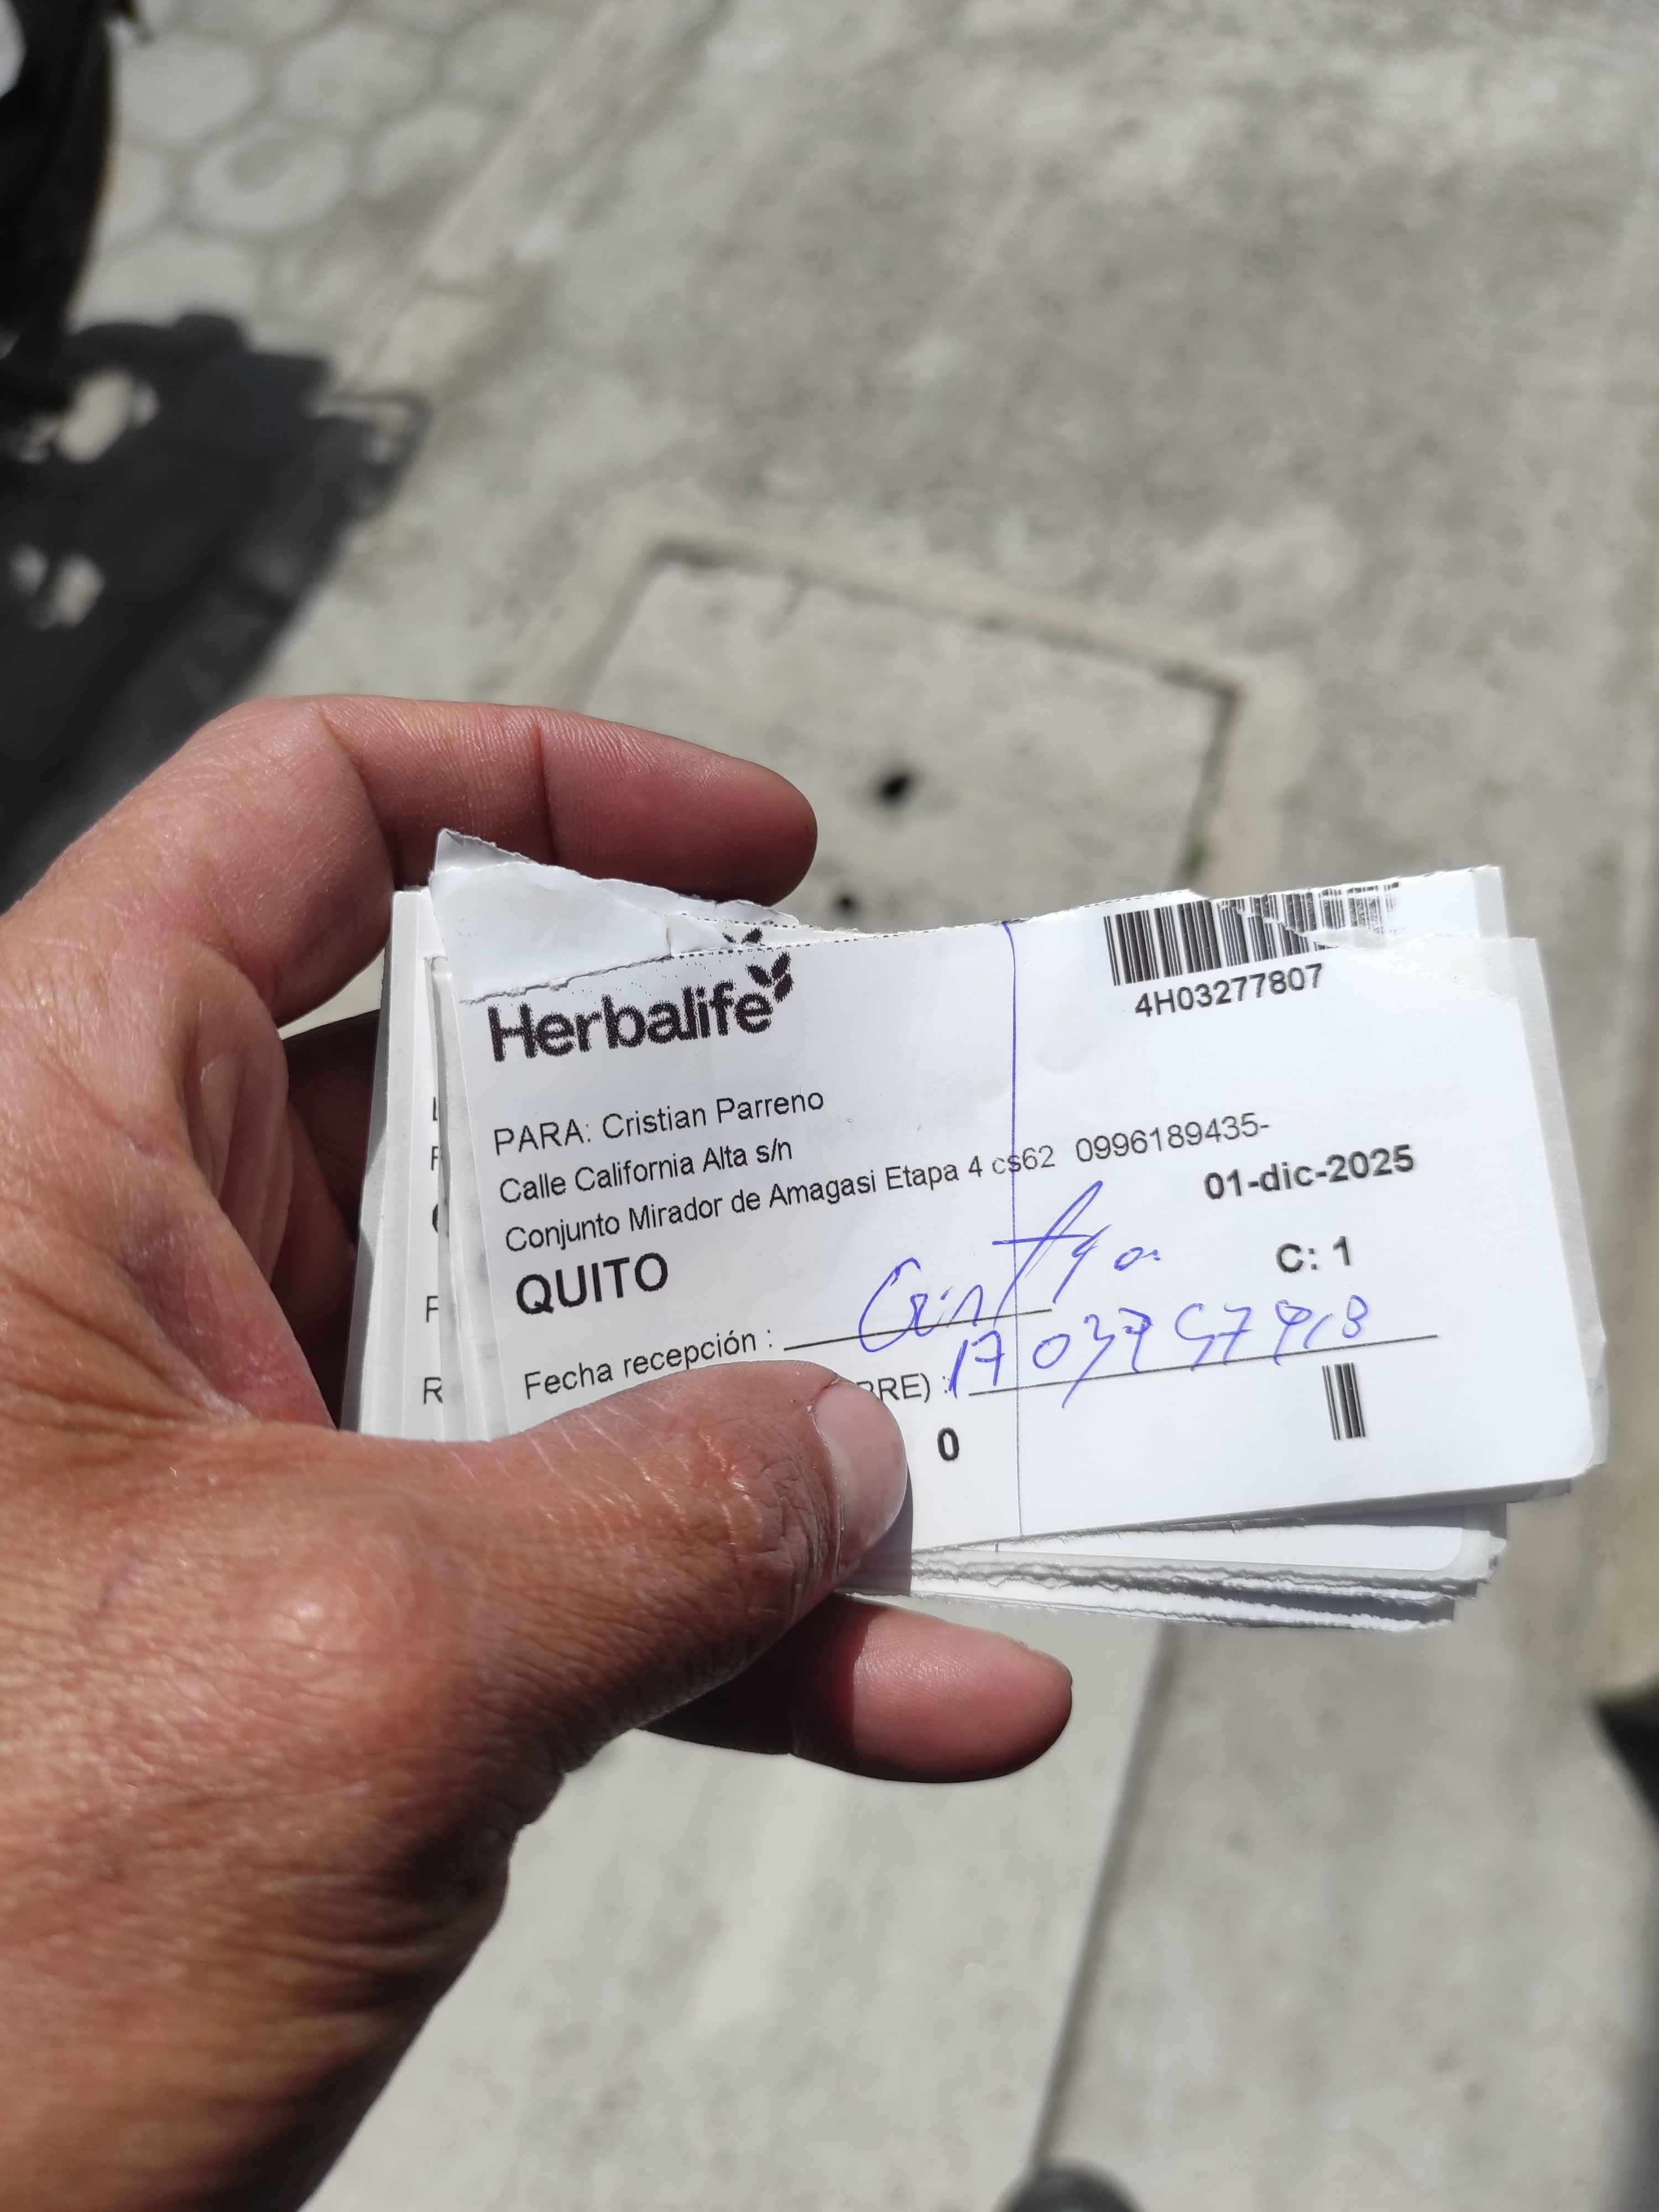 Herbalife
4H03277807
PARA: Cristian Parreno
Calle California Alta s/n
Conjunto Mirador de Amagasi Etapa 4 cs62 0996189435-
01-dic-2025
QUITO
C: 1
Fecha recepción :
RE) :
0